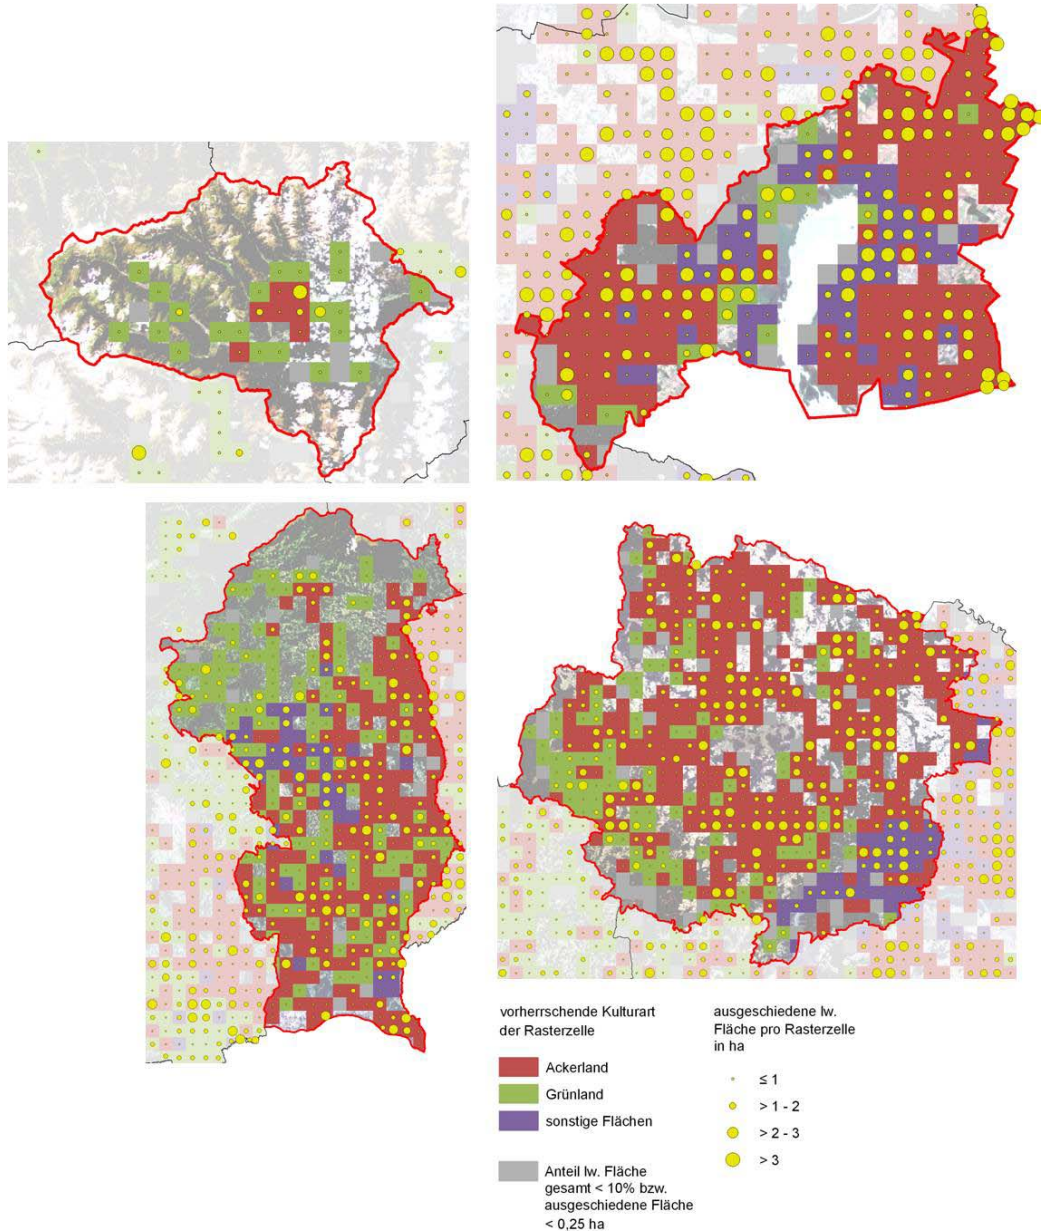 vorherrschende Kulturart
der Rasterzelle
Ackerland
Grünland
sonstige Flächen
Anteil lw. Fläche
gesamt < 10% bzw.
ausgeschiedene Fläche
< 0,25 ha
ausgeschiedene lw.
Fläche pro Rasterzelle
in ha
≤ 1
> 1 - 2
> 2 - 3
> 3